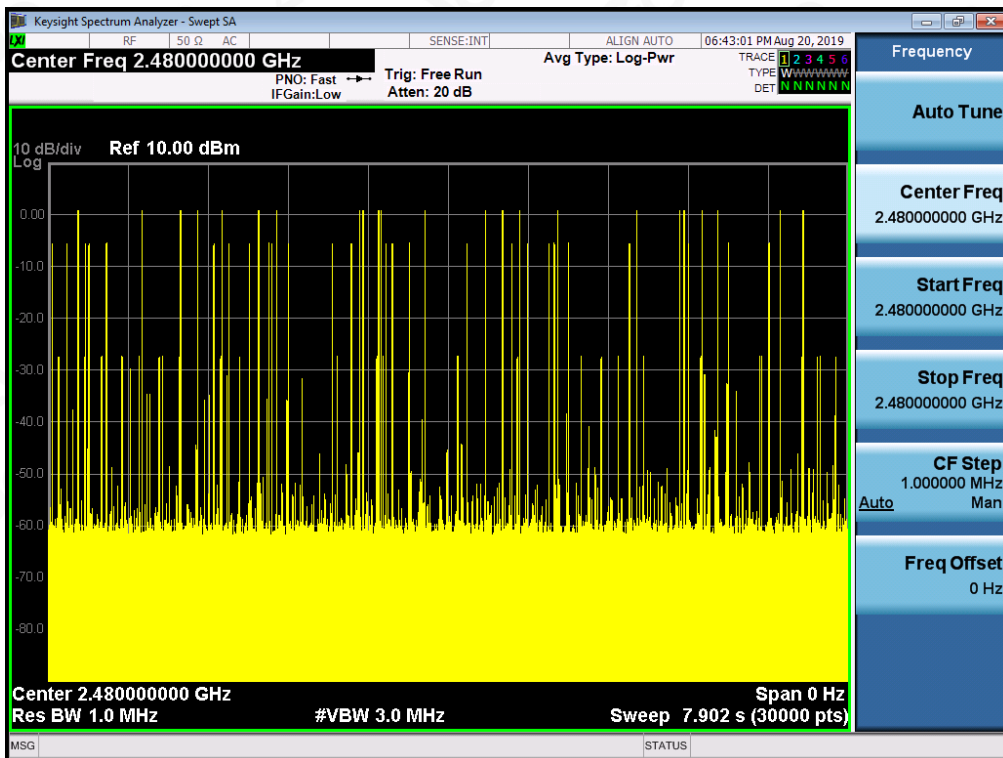 Keysight Spectrum Analyzer - Swept SA
LXI RF 50 Ω AC SENSE:INT ALIGN AUTO 06:43:01 PM Aug 20, 2019
Center Freq 2.480000000 GHz
PNO: Fast
IFGain:Low
Trig: Free Run
Atten: 20 dB
Avg Type: Log-Pwr
TRACE 1 2 3 4 5 6
TYPE W
DET N N N N N N
10 dB/div Ref 10.00 dBm
Log
0.00
-10.0
-20.0
-30.0
-40.0
-50.0
-60.0
-70.0
-80.0
Center 2.480000000 GHz Span 0 Hz
Res BW 1.0 MHz #VBW 3.0 MHz Sweep 7.902 s (30000 pts)
MSG STATUS
Frequency
Auto Tune
Center Freq
2.480000000 GHz
Start Freq
2.480000000 GHz
Stop Freq
2.480000000 GHz
CF Step
1.000000 MHz
Auto Man
Freq Offset
0 Hz